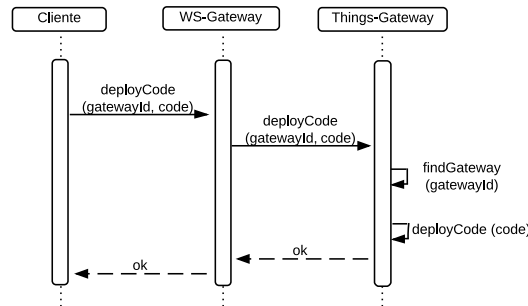 Cliente
WS-Gateway
Things-Gateway
deployCode
(gatewayId, code)
deployCode
(gatewayId, code)
findGateway
(gatewayId)
deployCode (code)
ok
ok